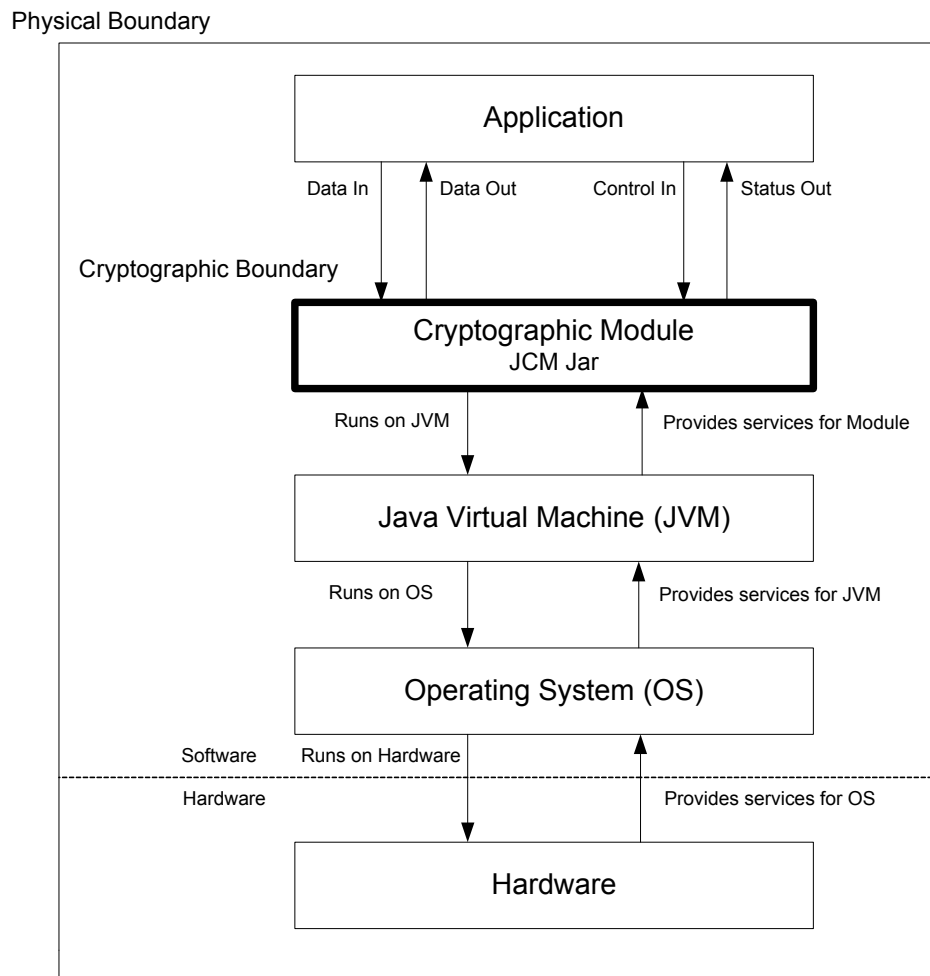 Physical Boundary
Application
Data In
Data Out
Control In
Status Out
Cryptographic Boundary
Cryptographic Module
JCM Jar
Runs on JVM
Provides services for Module
Java Virtual Machine (JVM)
Runs on OS
Provides services for JVM
Operating System (OS)
Software
Runs on Hardware
Hardware
Provides services for OS
Hardware